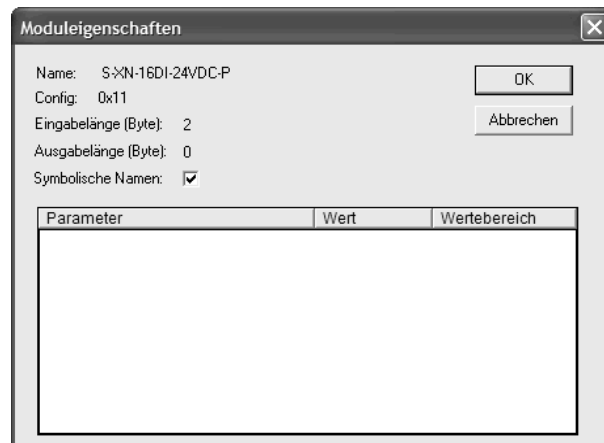 Moduleigenschaften
Name: S-XN-16DI-24VDC-P
OK
Config: 0x11
Eingabelänge (Byte): 2
Abbrechen
Ausgabelänge (Byte): 0
Symbolische Namen:
Parameter Wert Wertebereich